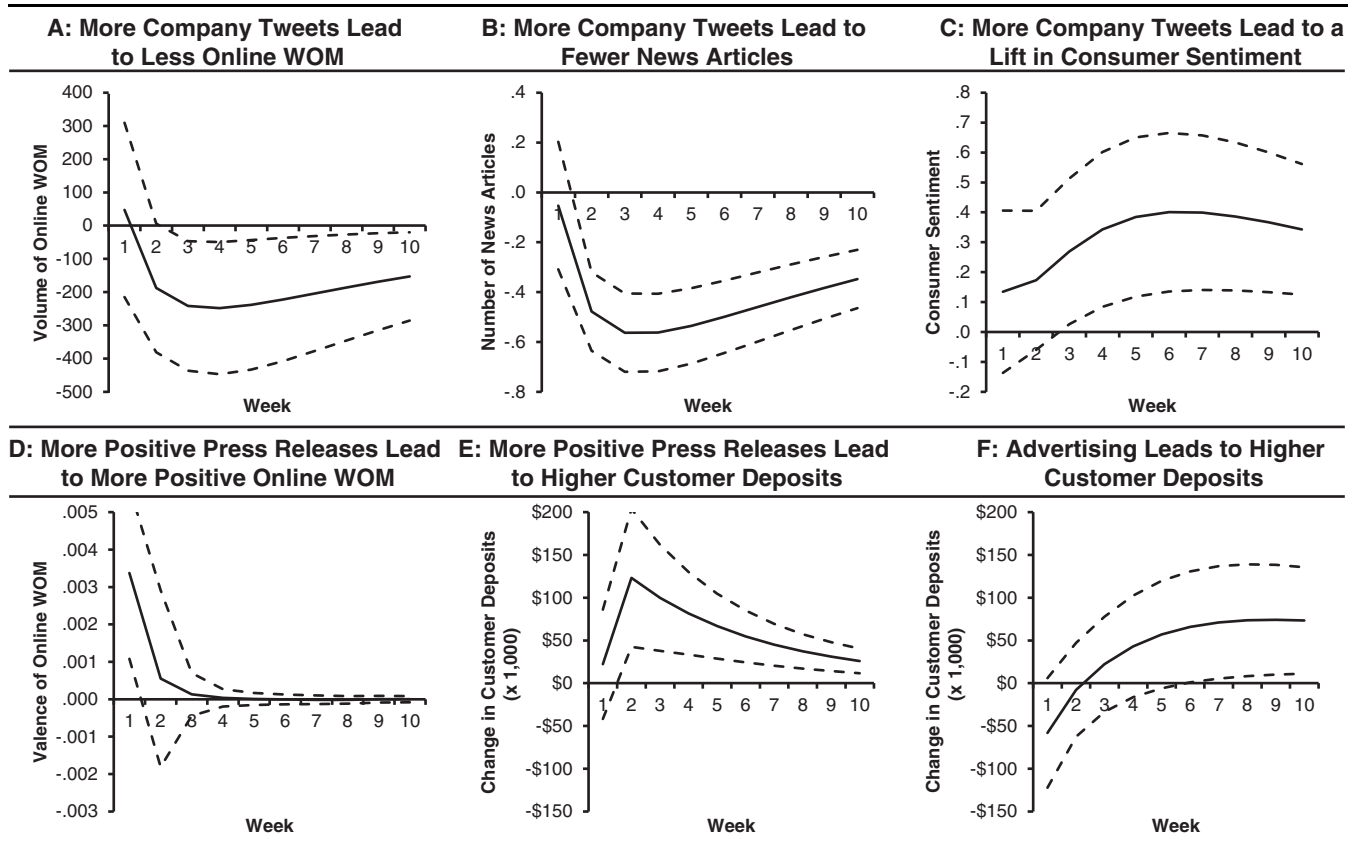 A: More Company Tweets Lead
to Less Online WOM
B: More Company Tweets Lead to
Fewer News Articles
C: More Company Tweets Lead to a
Lift in Consumer Sentiment
Volume of Online WOM
400
300
200
100
0
-100
-200
-300
-400
-500
1 2 3 4 5 6 7 8 9 10
Week
Number of News Articles
.4
.2
.0
-.2
-.4
-.6
-.8
1 2 3 4 5 6 7 8 9 10
Week
Consumer Sentiment
.8
.7
.6
.5
.4
.3
.2
.1
.0
-.1
-.2
1 2 3 4 5 6 7 8 9 10
Week
D: More Positive Press Releases Lead
to More Positive Online WOM
E: More Positive Press Releases Lead
to Higher Customer Deposits
F: Advertising Leads to Higher
Customer Deposits
Valence of Online WOM
.005
.004
.003
.002
.001
.000
-.001
-.002
-.003
1 2 3 4 5 6 7 8 9 10
Week
Change in Customer Deposits
(x 1,000)
$200
$150
$100
$50
$0
-$50
-$100
-$150
1 2 3 4 5 6 7 8 9 10
Week
Change in Customer Deposits
(x 1,000)
$200
$150
$100
$50
$0
-$50
-$100
-$150
1 2 3 4 5 6 7 8 9 10
Week